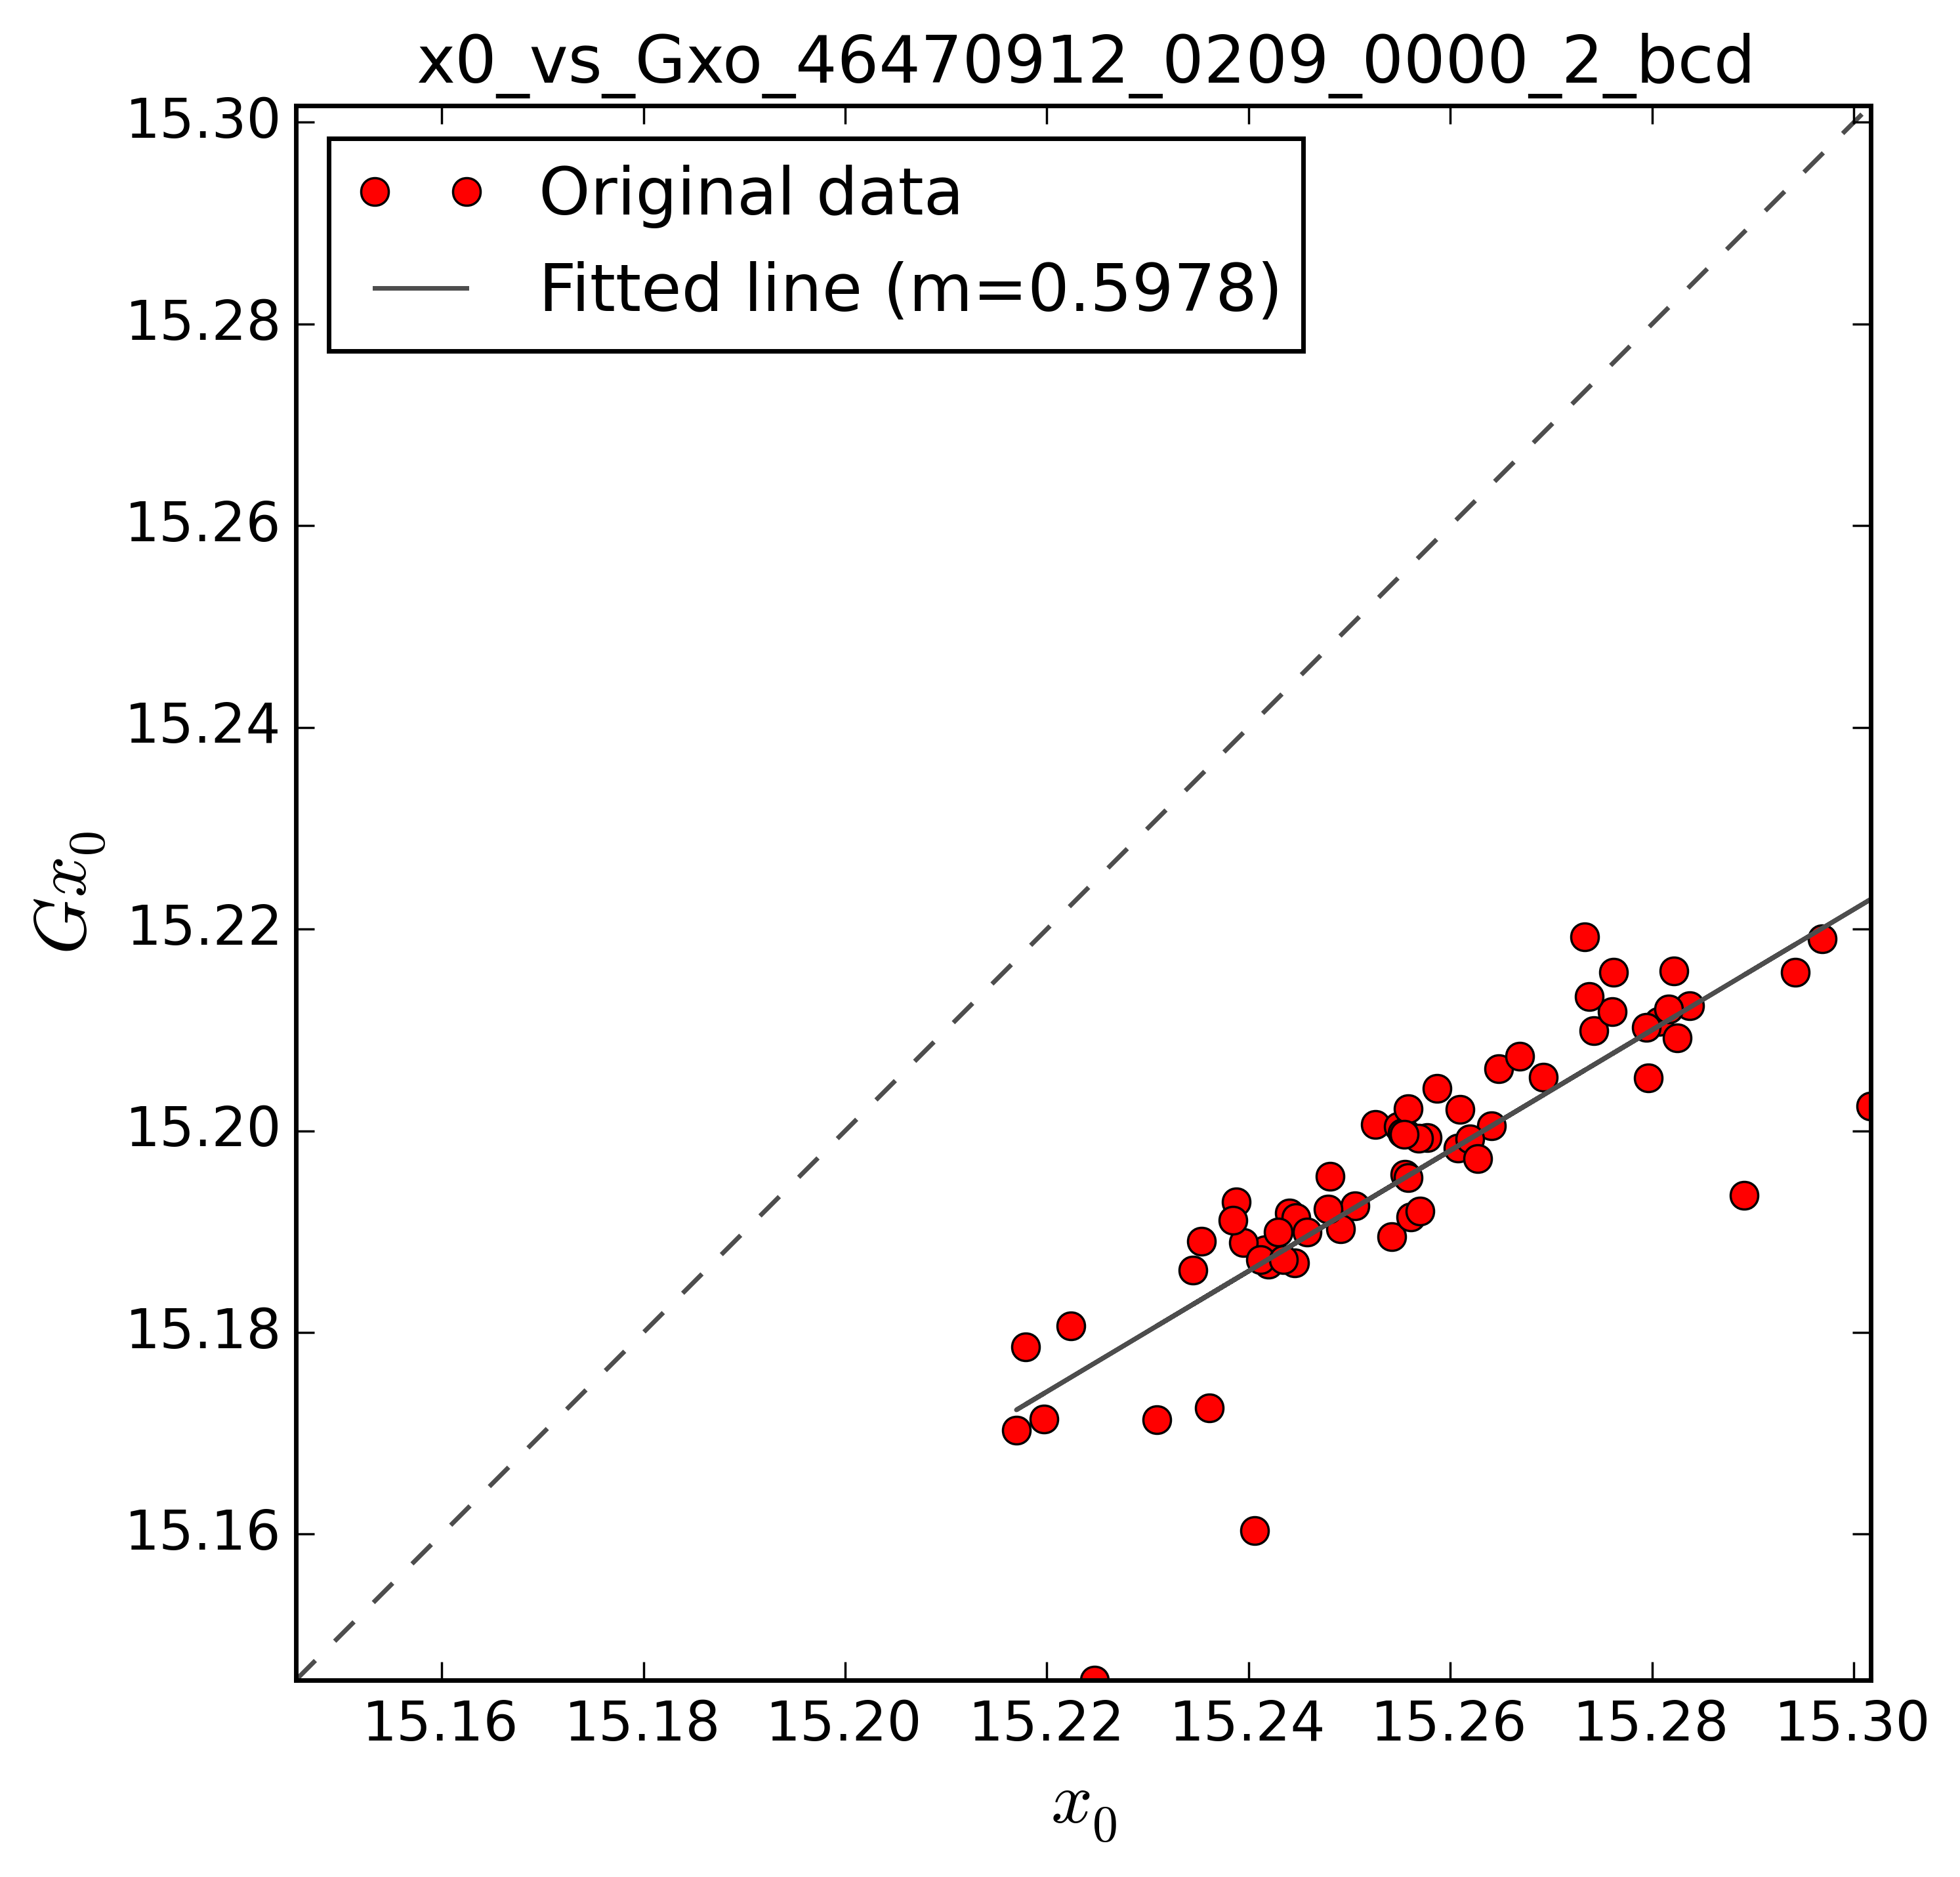 x0_vs_Gxo_46470912_0209_0000_2_bcd
Original data
Fitted line (m=0.5978)
15.30
15.28
15.26
15.24
15.22
15.20
15.18
15.16
Gx₀
15.16 15.18 15.20 15.22 15.24 15.26 15.28 15.30
x₀